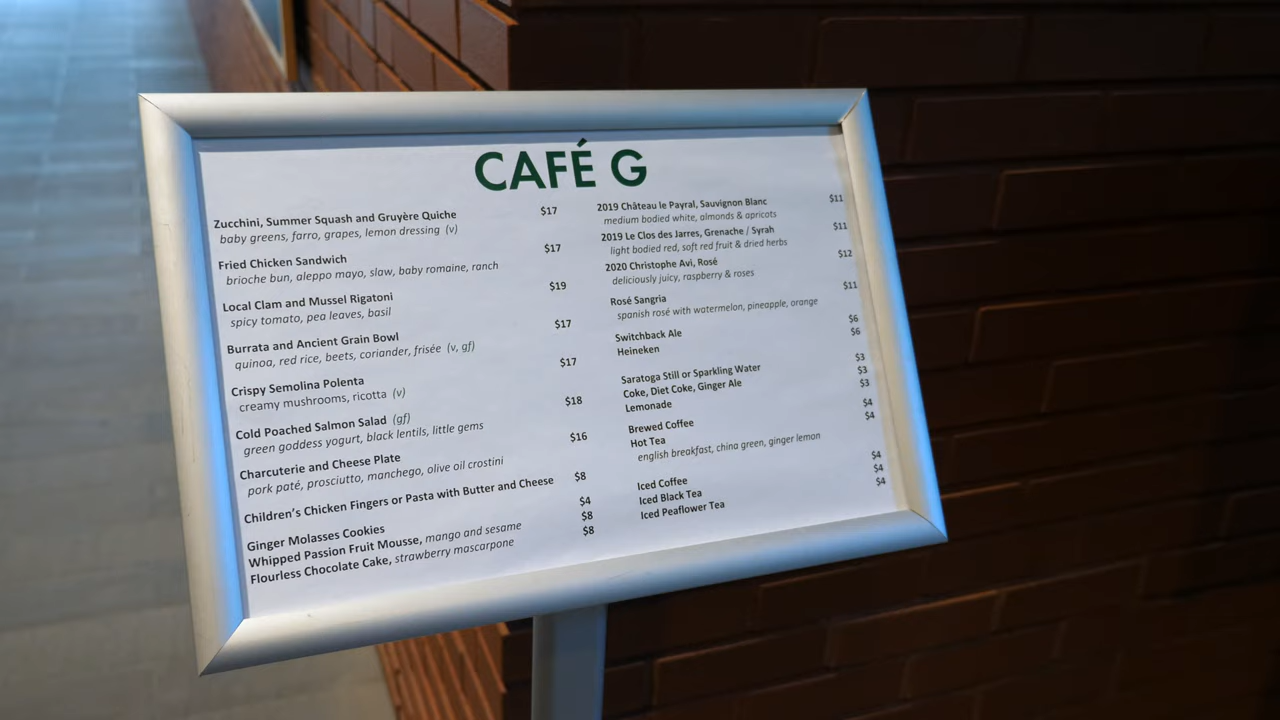 CAFÉ G
Zucchini, Summer Squash and Gruyère Quiche $17
baby greens, farro, grapes, lemon dressing (v)
Fried Chicken Sandwich $17
brioche bun, aleppo mayo, slaw, baby romaine, ranch
Local Clam and Mussel Rigatoni $19
spicy tomato, pea leaves, basil
Burrata and Ancient Grain Bowl $17
quinoa, red rice, beets, coriander, frisée (v, gf)
Crispy Semolina Polenta $17
creamy mushrooms, ricotta (v)
Cold Poached Salmon Salad (gf) $18
green goddess yogurt, black lentils, little gems
Charcuterie and Cheese Plate $16
pork paté, prosciutto, manchego, olive oil crostini
Children's Chicken Fingers or Pasta with Butter and Cheese $8
Ginger Molasses Cookies $4
Whipped Passion Fruit Mousse, mango and sesame $8
Flourless Chocolate Cake, strawberry mascarpone $8
2019 Château le Payral, Sauvignon Blanc $11
medium bodied white, almonds & apricots
2019 Le Clos des Jarres, Grenache / Syrah $11
light bodied red, soft red fruit & dried herbs
2020 Christophe Avi, Rosé $12
deliciously juicy, raspberry & roses
Rosé Sangria $11
spanish rosé with watermelon, pineapple, orange
Switchback Ale $6
Heineken $6
Saratoga Still or Sparkling Water $3
Coke, Diet Coke, Ginger Ale $3
Lemonade $3
Brewed Coffee $4
Hot Tea $4
english breakfast, china green, ginger lemon
Iced Coffee $4
Iced Black Tea $4
Iced Peaflower Tea $4